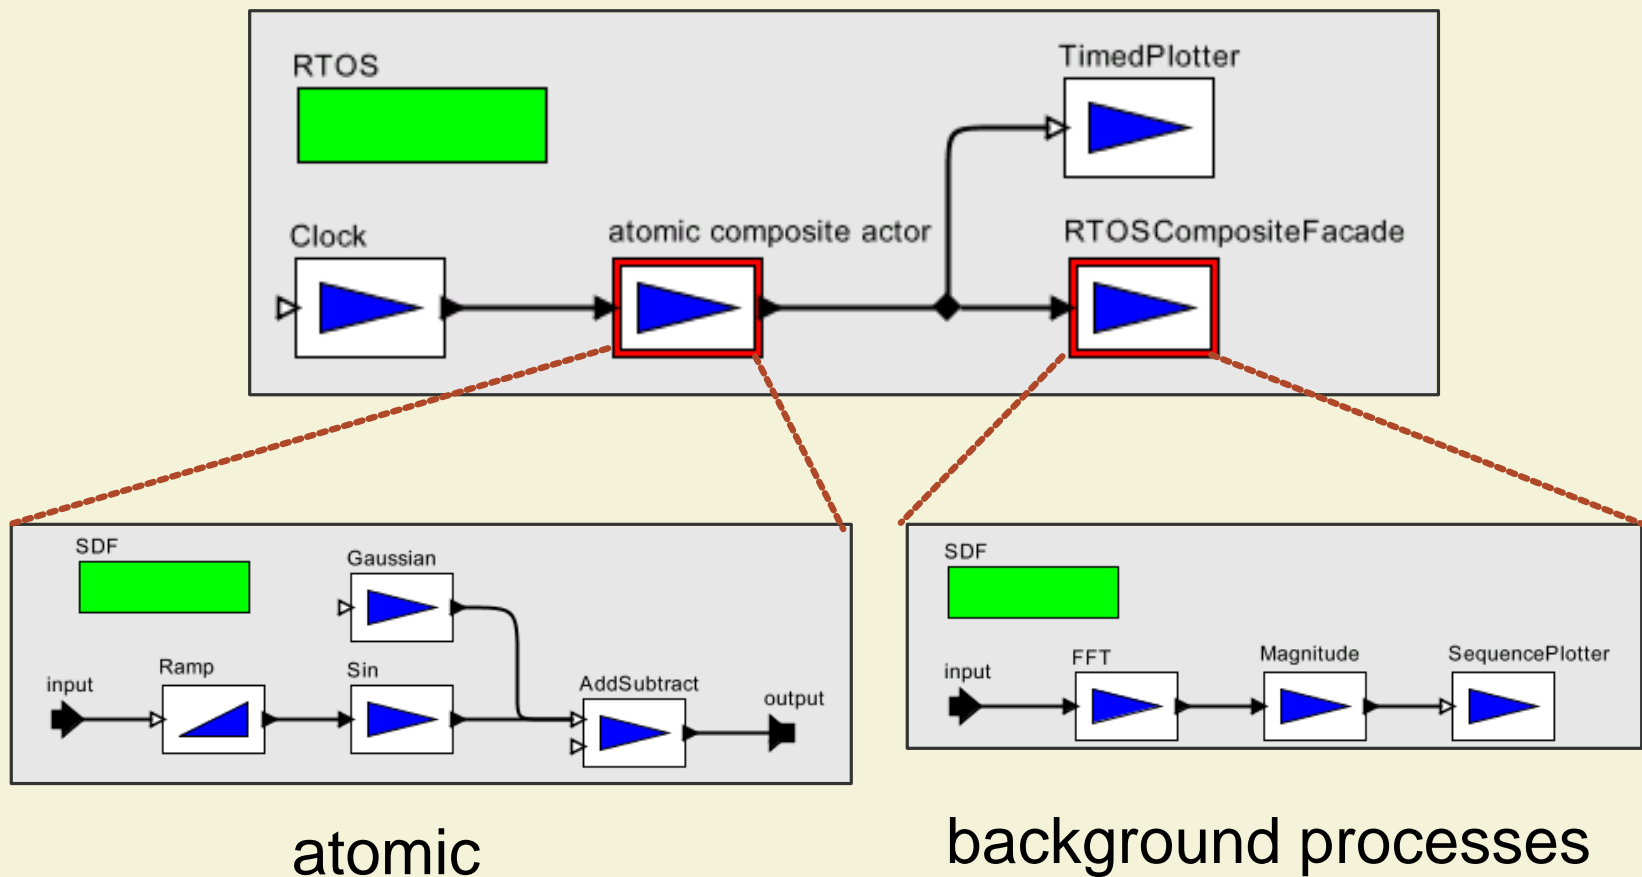 RTOS
TimedPlotter
Clock
atomic composite actor
RTOSCompositeFacade
SDF
Gaussian
input
Ramp
Sin
AddSubtract
output
SDF
input
FFT
Magnitude
SequencePlotter
atomic
background processes